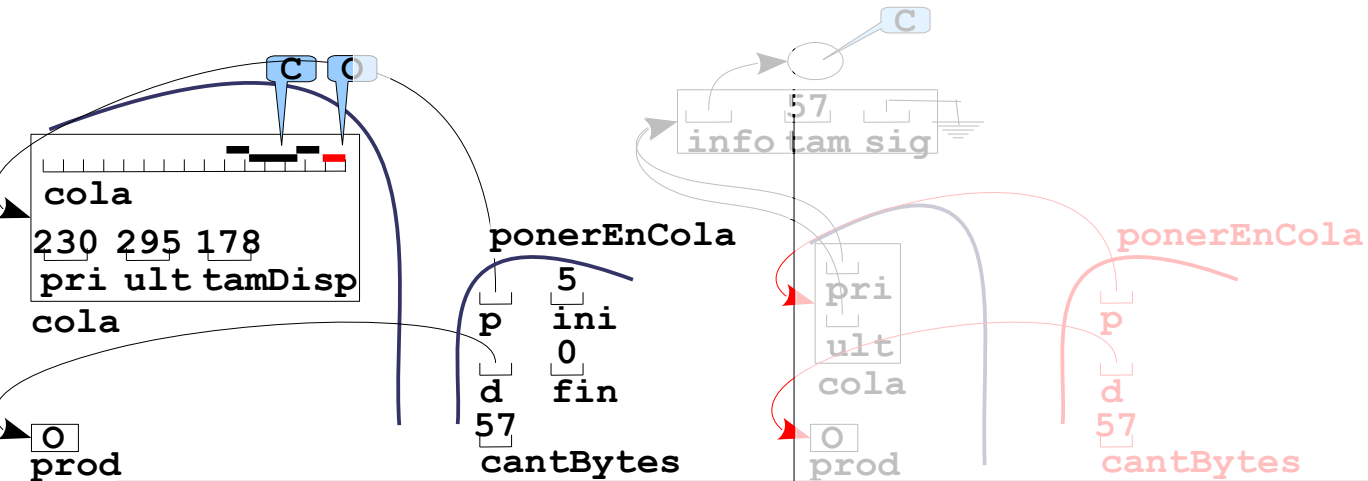 C
C O
57
info tam sig
cola
230 295 178
pri ult tamDisp
cola
ponerEnCola
5
p ini
0
d fin
57
cantBytes
O
prod
pri
ult
cola
O
prod
ponerEnCola
p
d
57
cantBytes